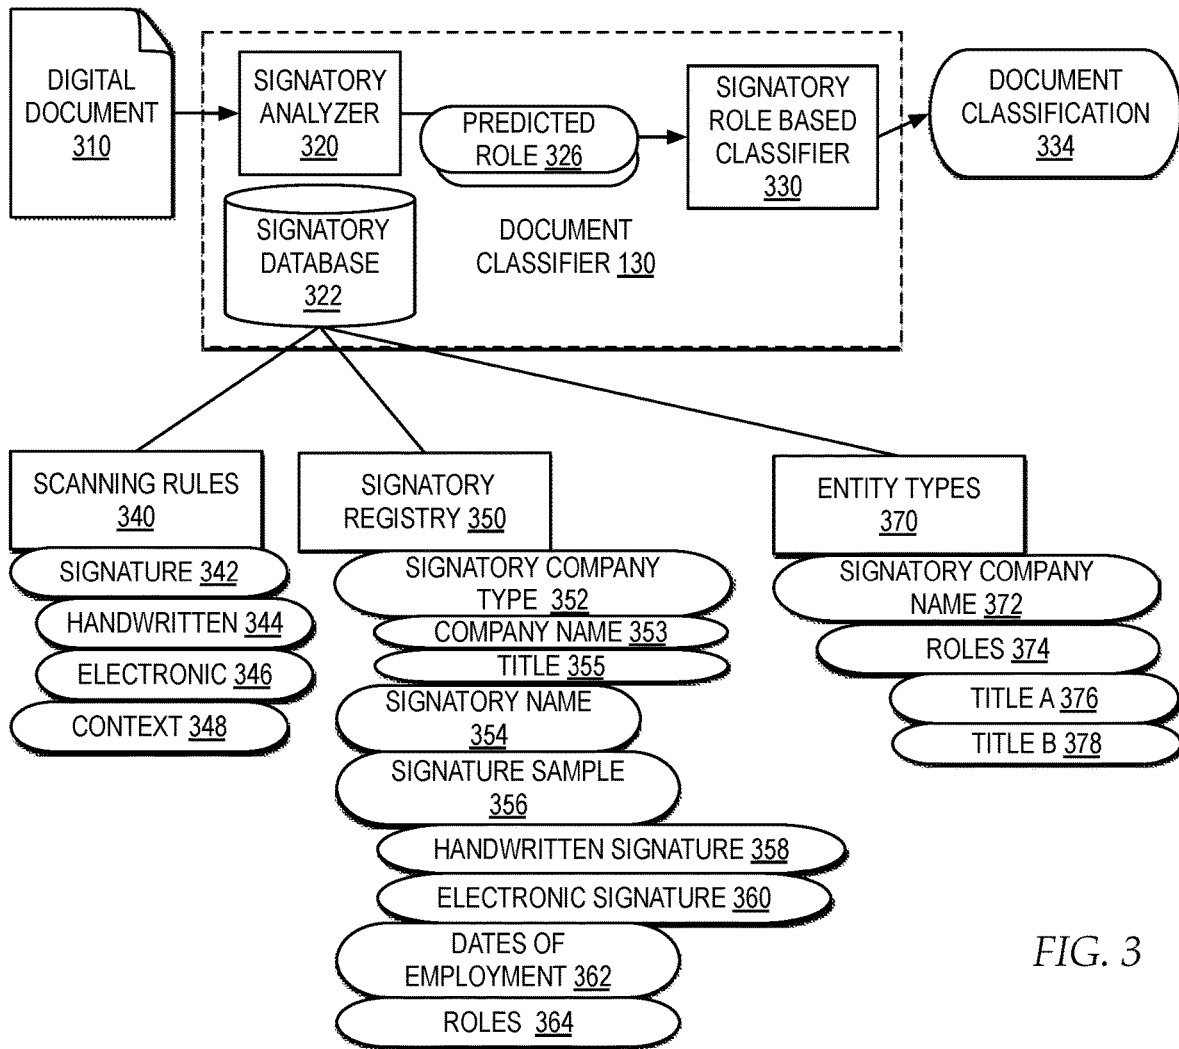 DIGITAL
DOCUMENT
310
SIGNATORY
ANALYZER
320
PREDICTED
ROLE 326
SIGNATORY
ROLE BASED
CLASSIFIER
330
DOCUMENT
CLASSIFICATION
334
SIGNATORY
DATABASE
322
DOCUMENT
CLASSIFIER 130
SCANNING RULES
340
SIGNATURE 342
HANDWRITTEN 344
ELECTRONIC 346
CONTEXT 348
SIGNATORY
REGISTRY 350
SIGNATORY COMPANY
TYPE 352
COMPANY NAME 353
TITLE 355
SIGNATORY NAME
354
SIGNATURE SAMPLE
356
HANDWRITTEN SIGNATURE 358
ELECTRONIC SIGNATURE 360
DATES OF
EMPLOYMENT 362
ROLES 364
ENTITY TYPES
370
SIGNATORY COMPANY
NAME 372
ROLES 374
TITLE A 376
TITLE B 378
FIG. 3